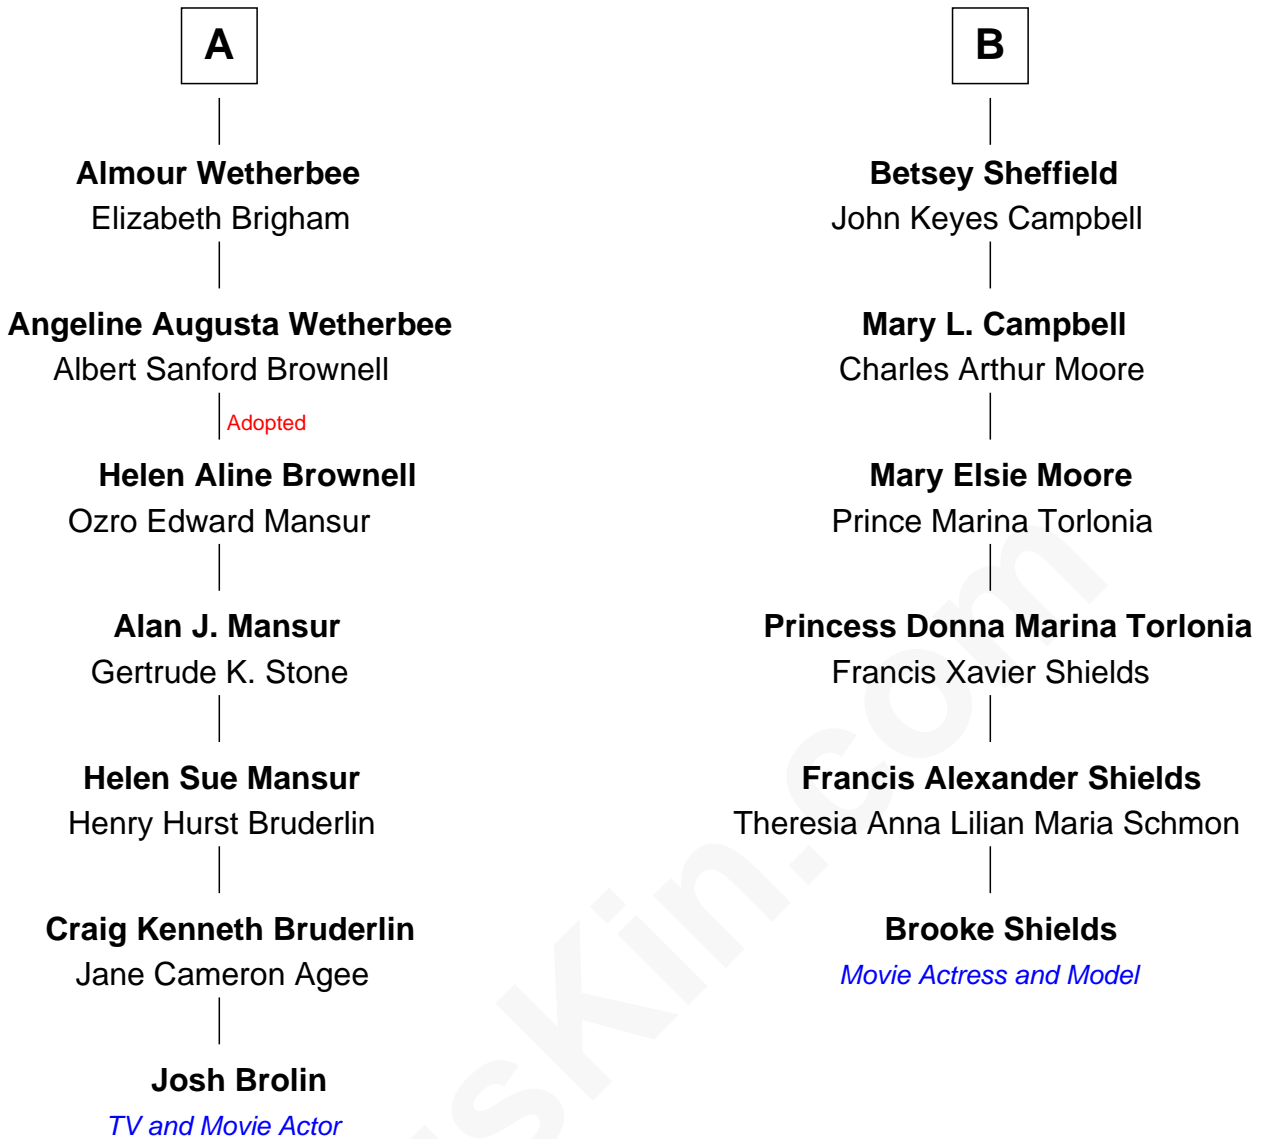 A
Almour Wetherbee
Elizabeth Brigham
Angeline Augusta Wetherbee
Albert Sanford Brownell
Adopted
Helen Aline Brownell
Ozro Edward Mansur
Alan J. Mansur
Gertrude K. Stone
Helen Sue Mansur
Henry Hurst Bruderlin
Craig Kenneth Bruderlin
Jane Cameron Agee
Josh Brolin
TV and Movie Actor
B
Betsey Sheffield
John Keyes Campbell
Mary L. Campbell
Charles Arthur Moore
Mary Elsie Moore
Prince Marina Torlonia
Princess Donna Marina Torlonia
Francis Xavier Shields
Francis Alexander Shields
Theresia Anna Lilian Maria Schmon
Brooke Shields
Movie Actress and Model
usKin.com